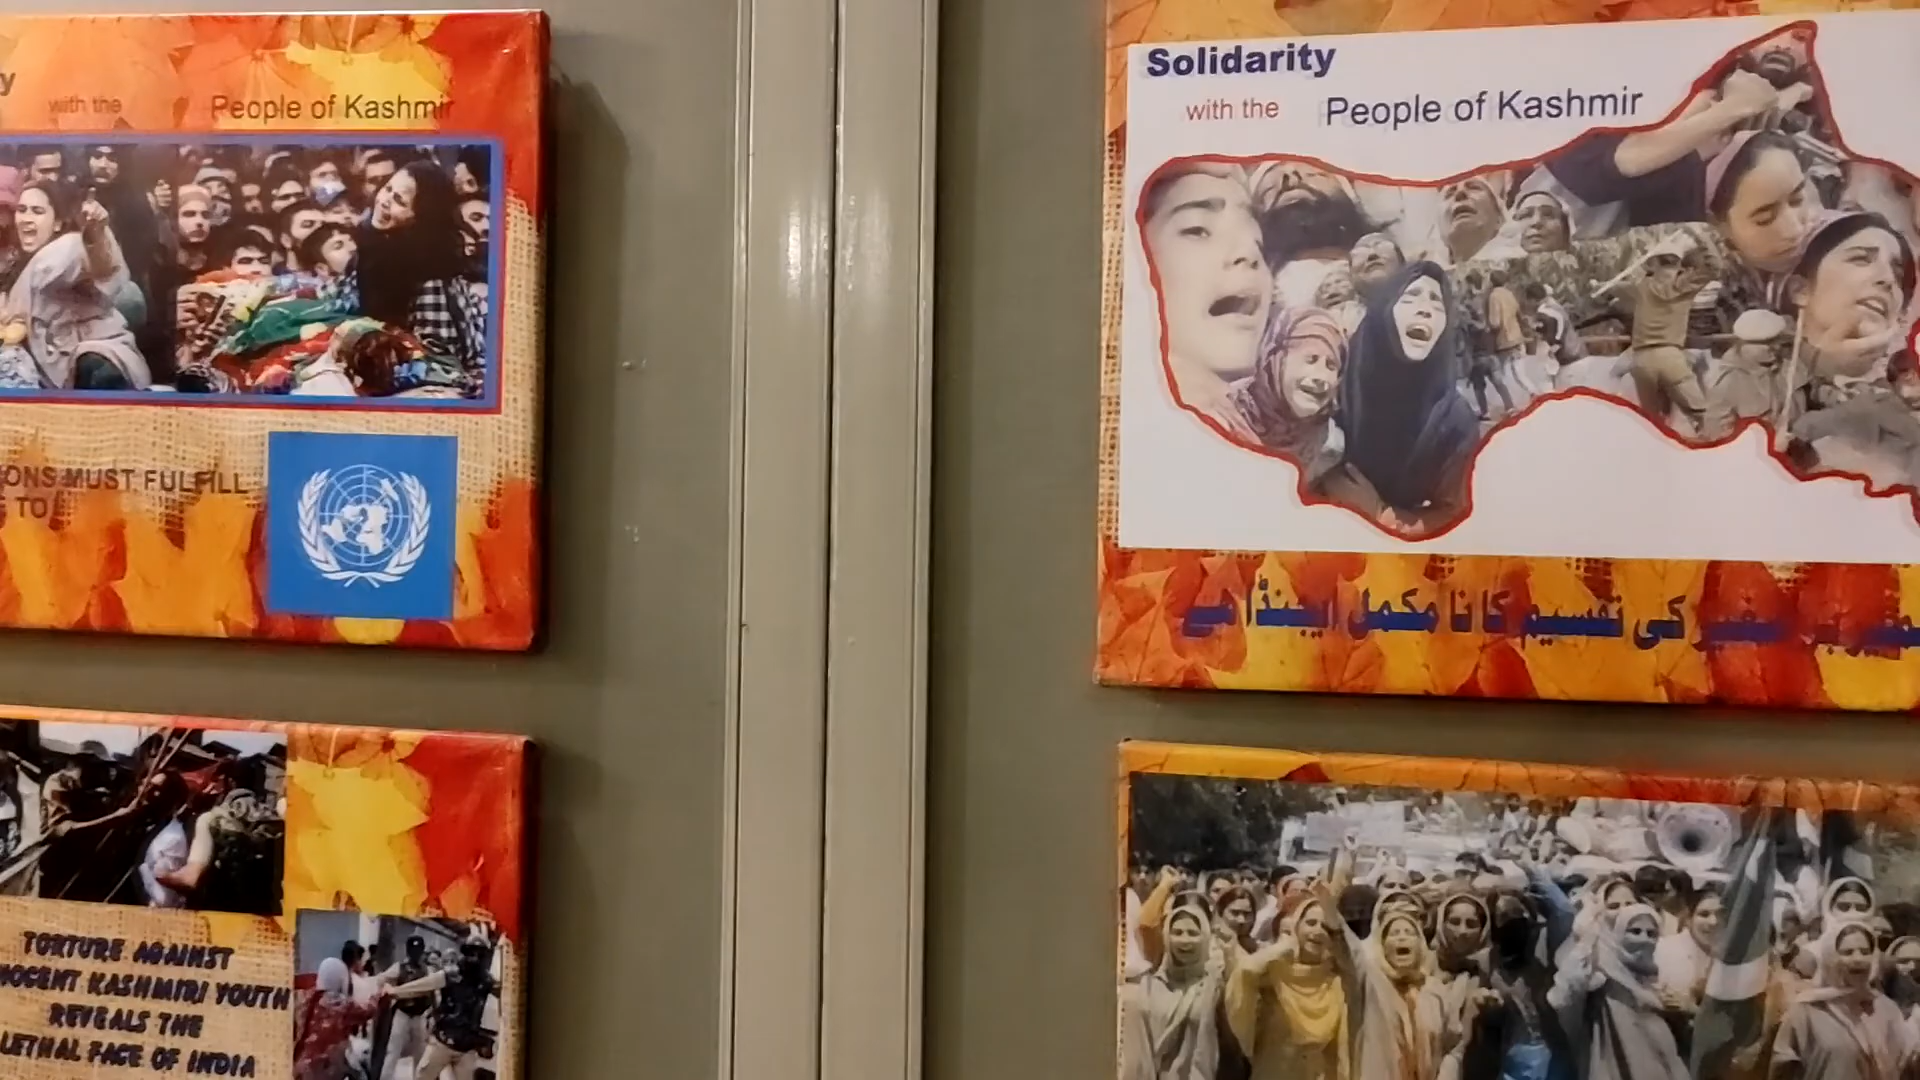 with the People of Kashmir
MUST FULFILL
TO
TORTURE AGAINST
KASHMIRI YOUTH
REVEALS THE
LETHAL FACE OF INDIA
Solidarity
with the People of Kashmir
برصغیر کی تقسیم کا نا مکمل ایجنڈا ہے